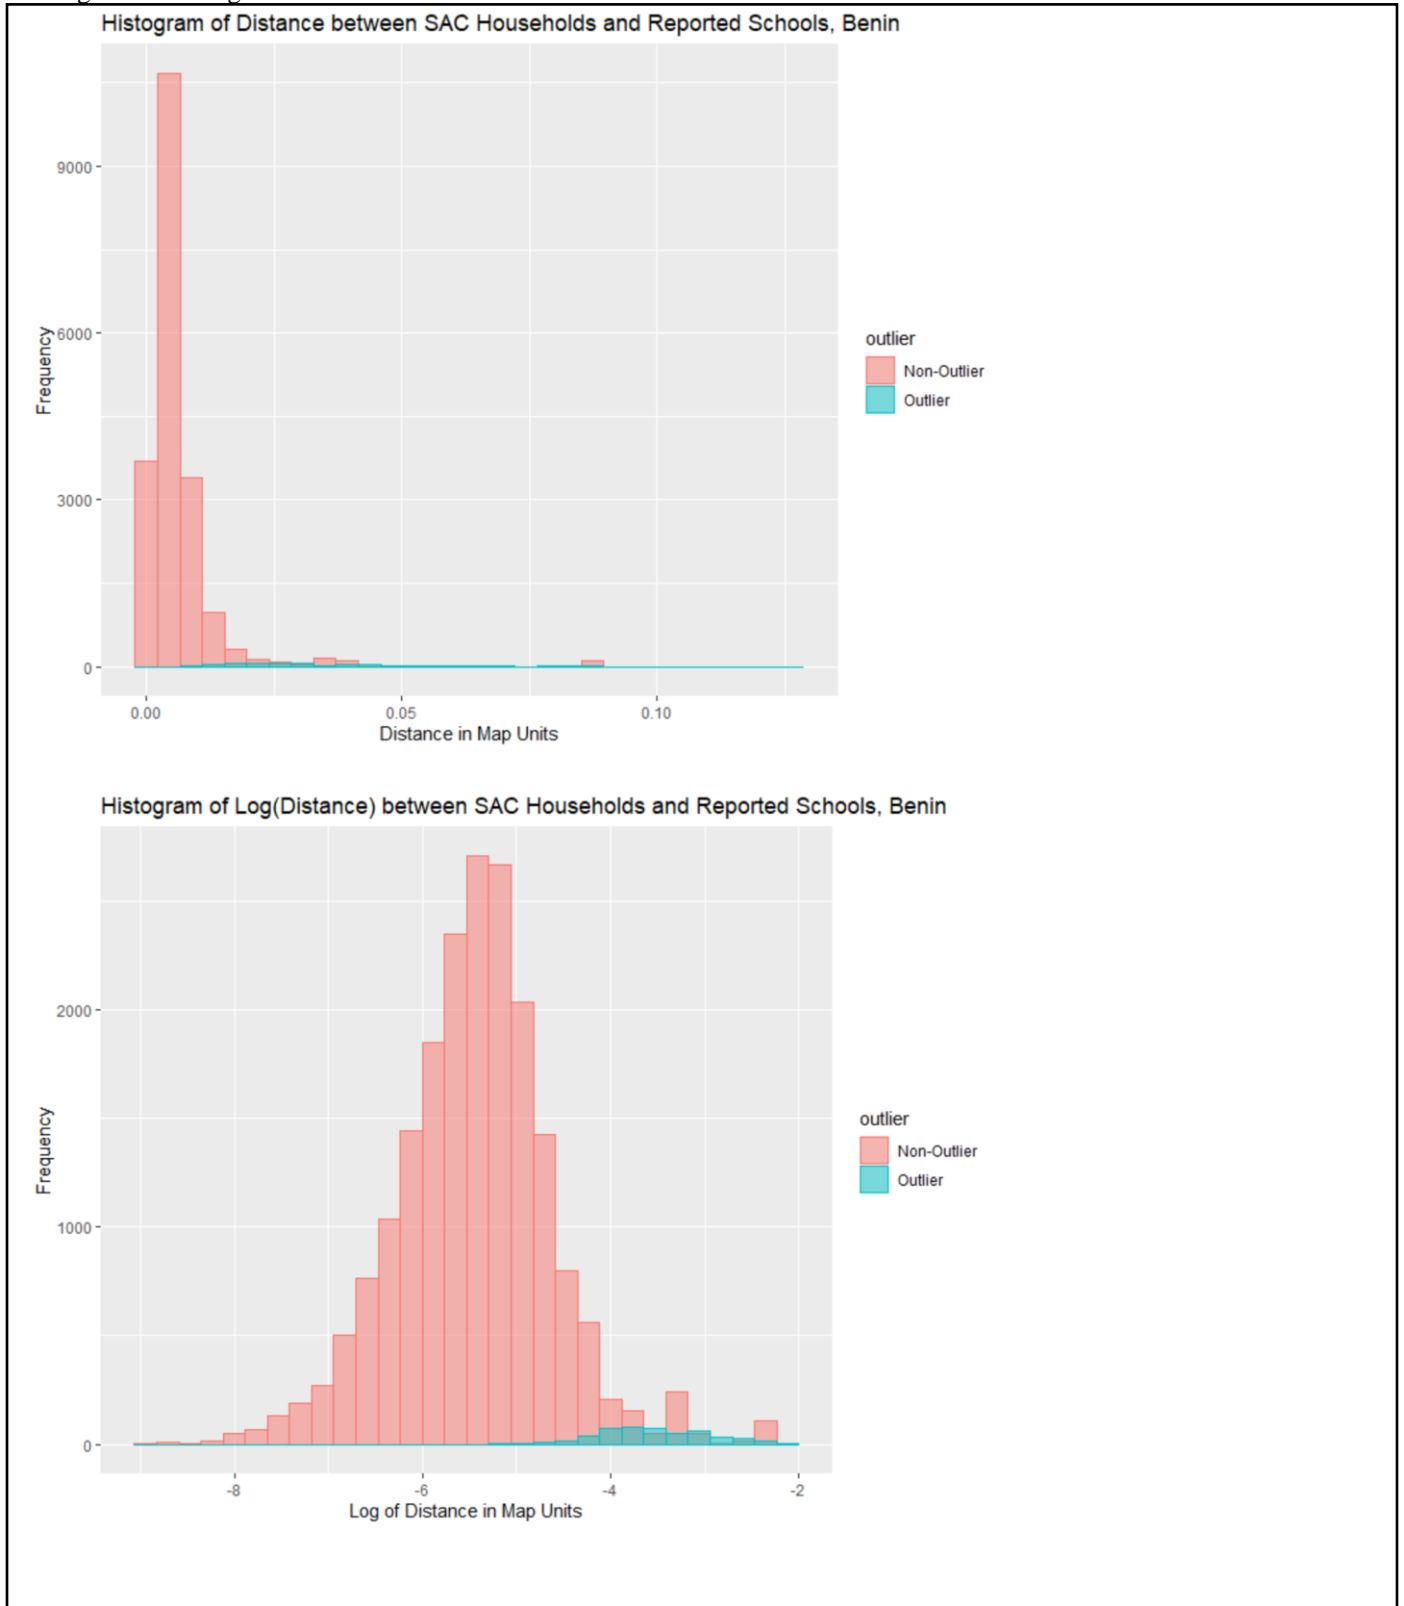 Histogram of Distance between SAC Households and Reported Schools, Benin
9000
6000
3000
0
Frequency
0.00 0.05 0.10
Distance in Map Units
outlier
Non-Outlier
Outlier
Histogram of Log(Distance) between SAC Households and Reported Schools, Benin
2000
1000
0
Frequency
-8 -6 -4 -2
Log of Distance in Map Units
outlier
Non-Outlier
Outlier